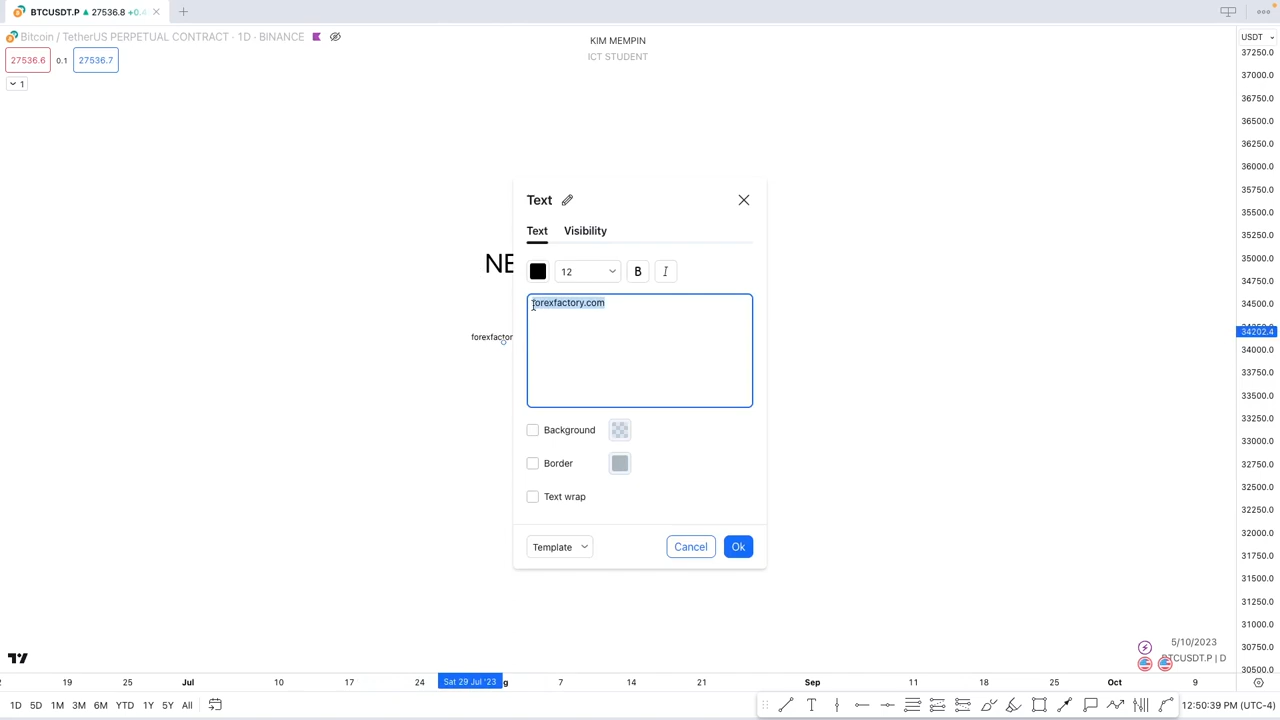 BTCUSDT.P ▲ 27536.8 +0.4
Bitcoin / TetherUS PERPETUAL CONTRACT · 1D · BINANCE
KIM MEMPIN
ICT STUDENT
27536.6 0.1 27536.7
1
USDT
37250.0
37000.0
36750.0
36500.0
36250.0
36000.0
35750.0
35500.0
35250.0
35000.0
34750.0
34500.0
34202.4
34000.0
33750.0
33500.0
33250.0
33000.0
32750.0
32500.0
32250.0
32000.0
31750.0
31500.0
31250.0
31000.0
30750.0
30500.0
NE
forexfactor
Text
Text Visibility
12 B I
forexfactory.com
Background
Border
Text wrap
Template Cancel Ok
5/10/2023
BTCUSDT.P | D
19 25 Jul 10 17 24 Sat 29 Jul '23 g 7 14 21 Sep 11 18 25 Oct 9
1D 5D 1M 3M 6M YTD 1Y 5Y All
12:50:39 PM (UTC-4)